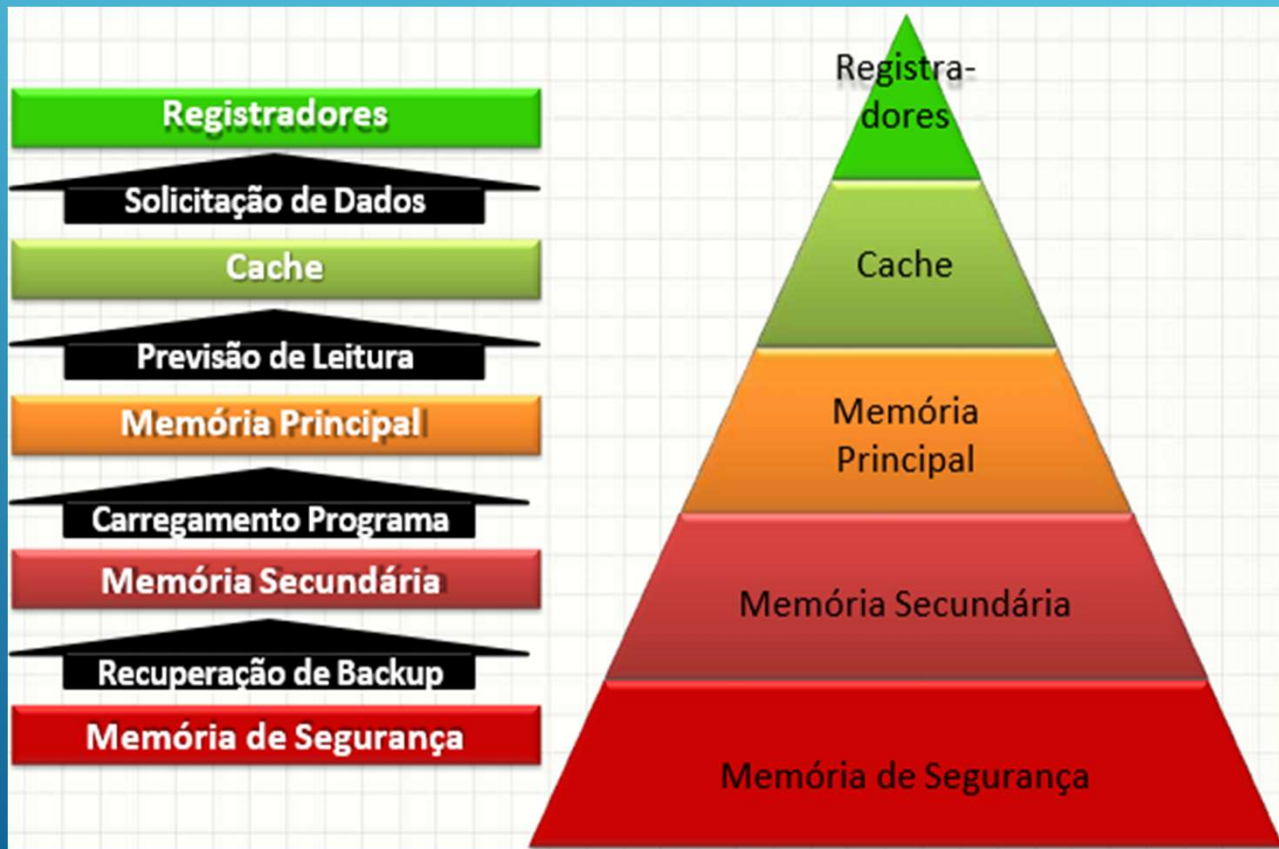 Registradores
Solicitação de Dados
Cache
Previsão de Leitura
Memória Principal
Carregamento Programa
Memória Secundária
Recuperação de Backup
Memória de Segurança
Registra-
dores
Cache
Memória
Principal
Memória Secundária
Memória de Segurança